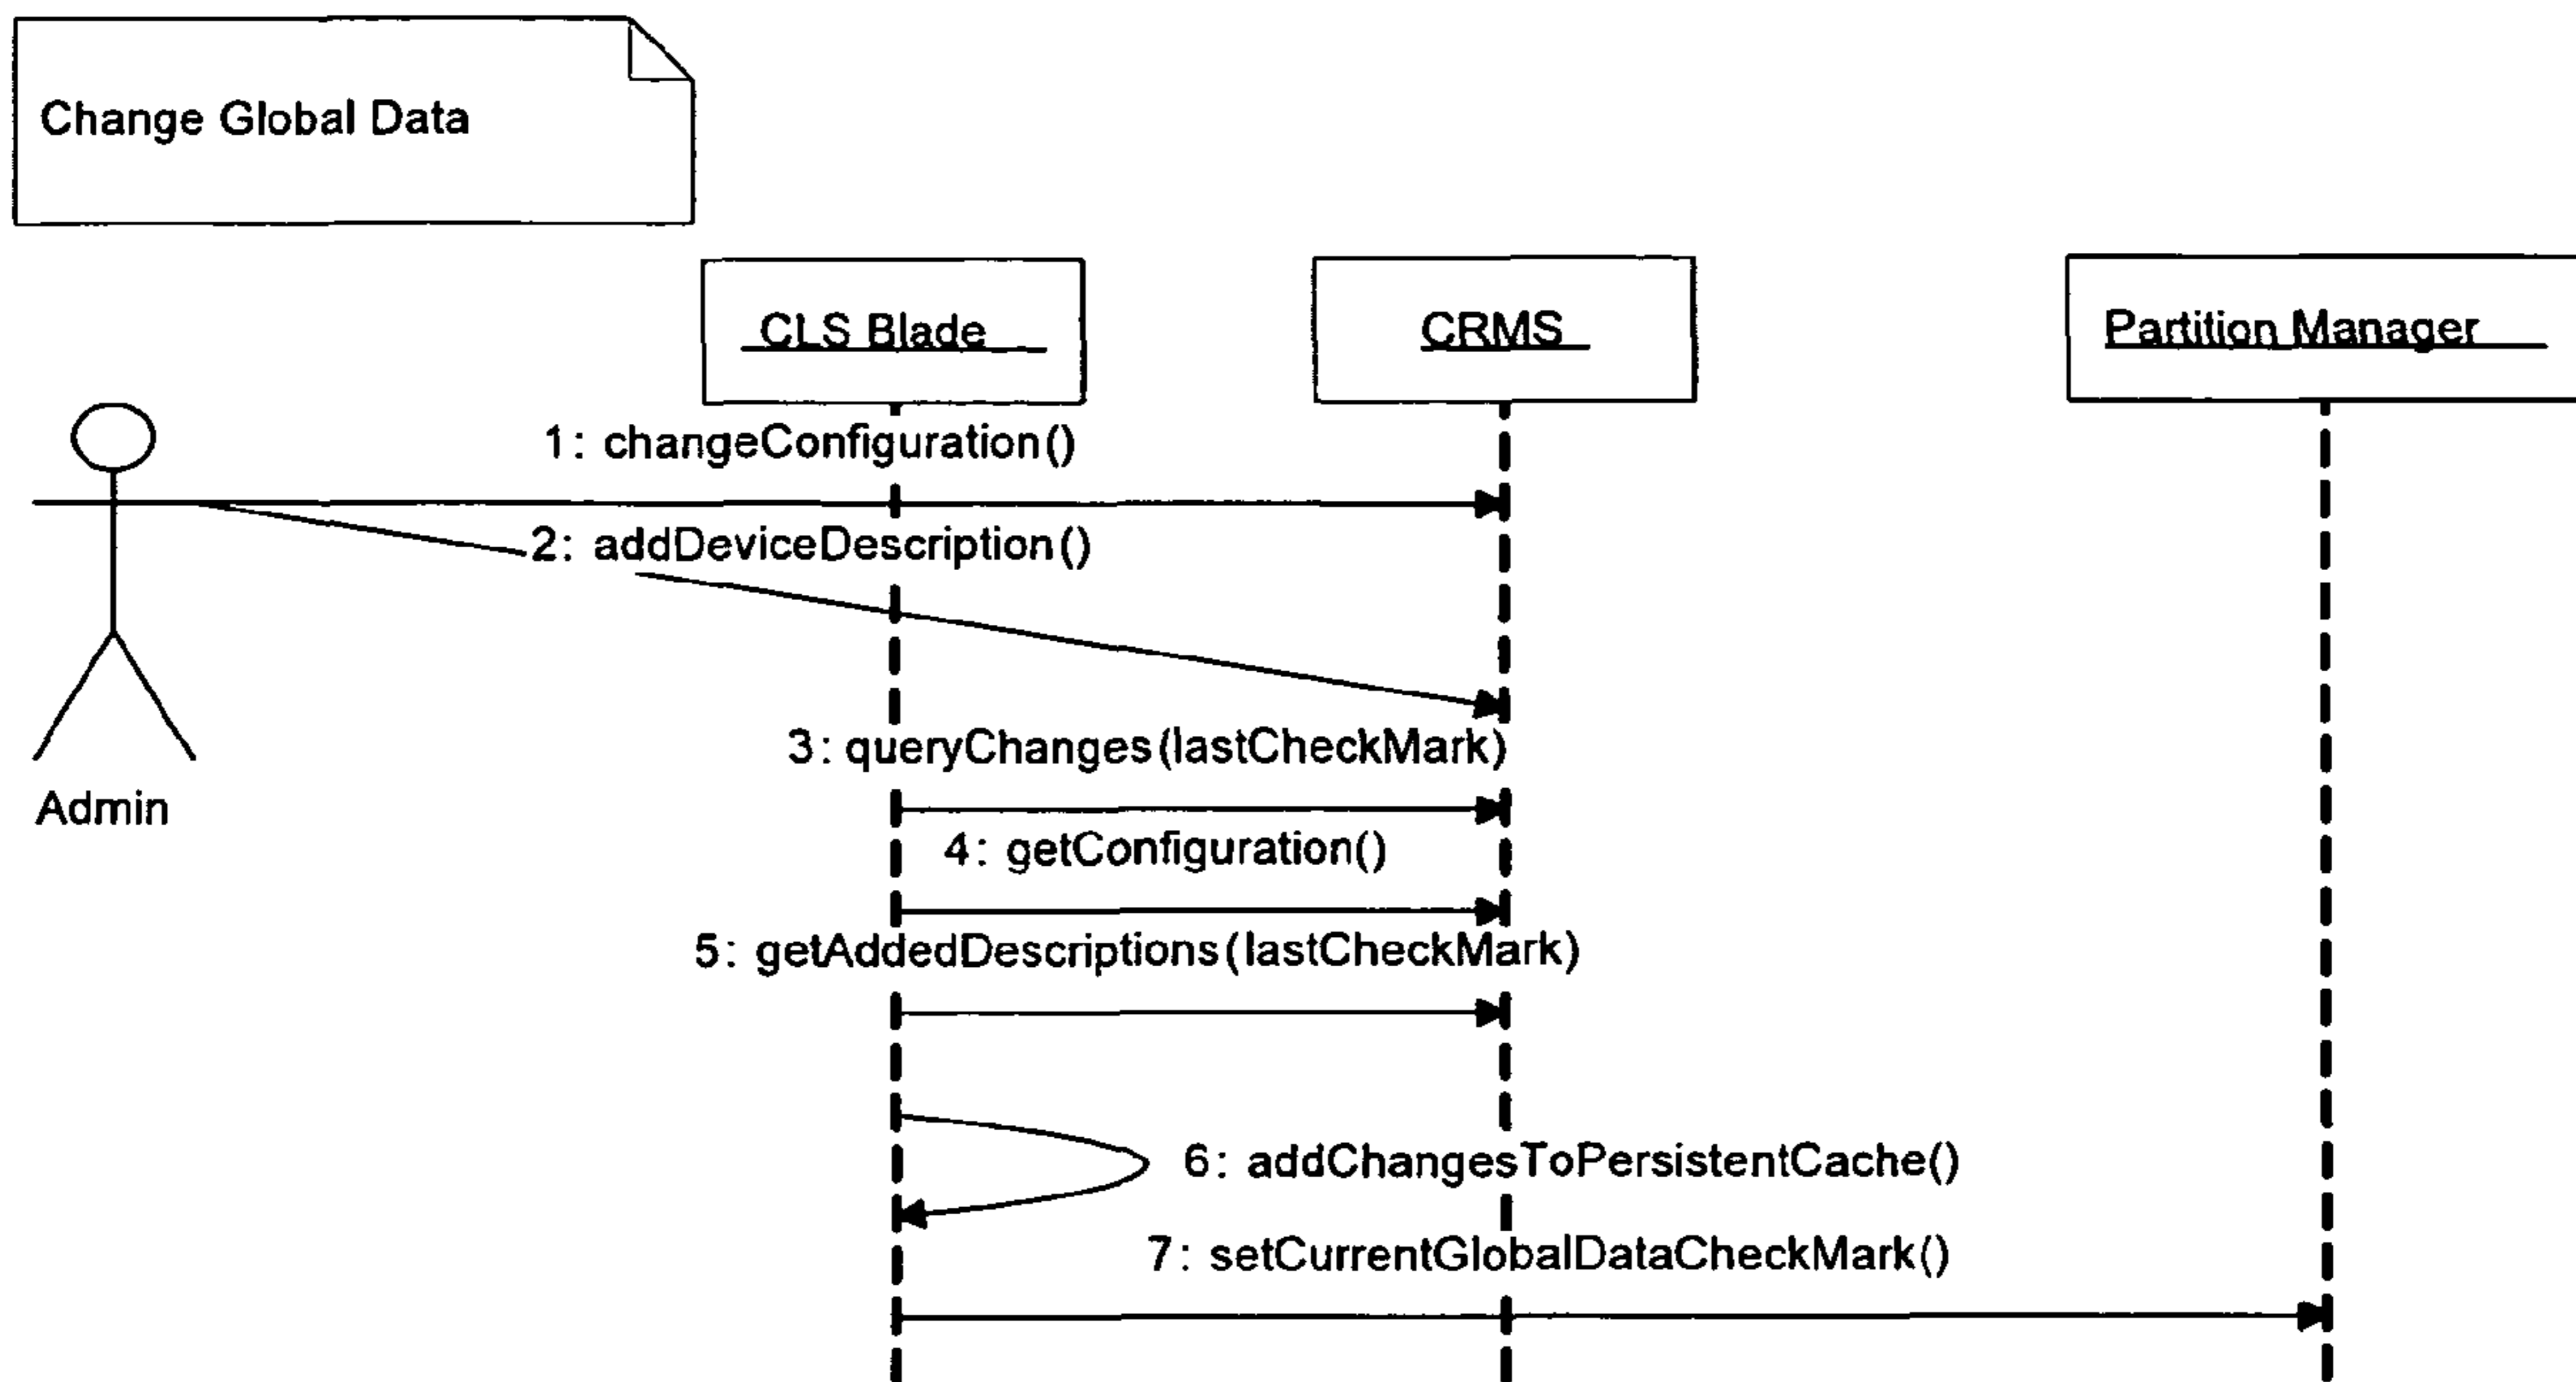 Change Global Data
CLS Blade
CRMS
Partition Manager
1: changeConfiguration()
2: addDeviceDescription()
3: queryChanges(lastCheckMark)
Admin
4: getConfiguration()
5: getAddedDescriptions(lastCheckMark)
6: addChangesToPersistentCache()
7: setCurrentGlobalDataCheckMark()